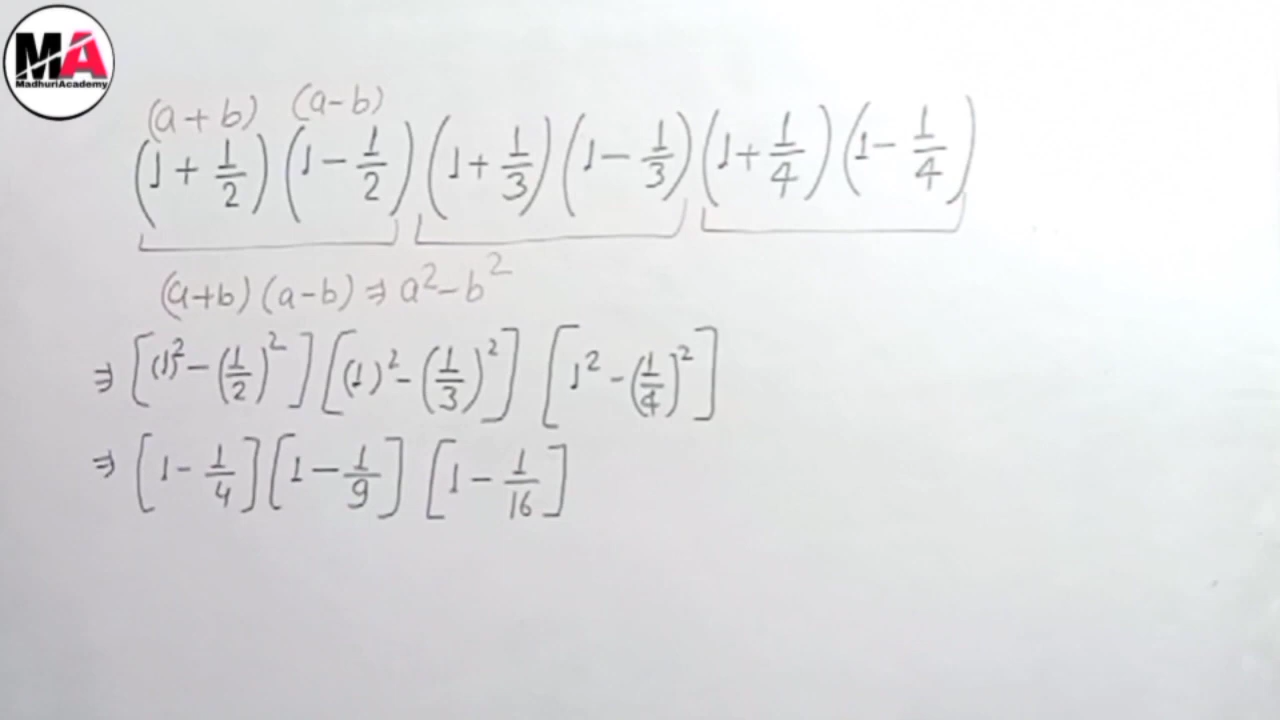 MA
MadhuriAcademy
(a+b) (a-b)
(1 + 1/2) (1 - 1/2) (1 + 1/3) (1 - 1/3) (1 + 1/4) (1 - 1/4)
(a+b) (a-b) ⇒ a² - b²
⇒ [(1)² - (1/2)²] [(1)² - (1/3)²] [1² - (1/4)²]
⇒ [1 - 1/4] [1 - 1/9] [1 - 1/16]